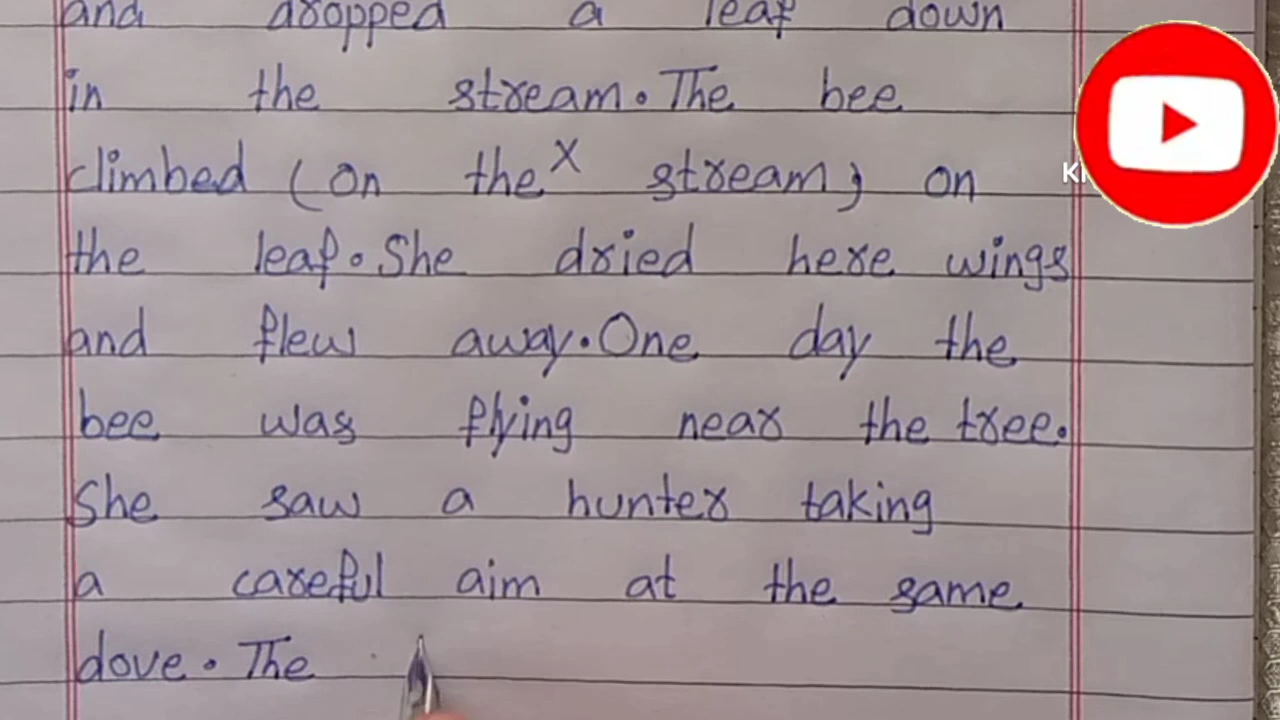 and dropped a leaf down
in the stream. The bee
climbed (on the x stream) on
the leaf. She dried here wings
and flew away. One day the
bee was flying near the tree.
She saw a hunter taking
a careful aim at the same
dove. The